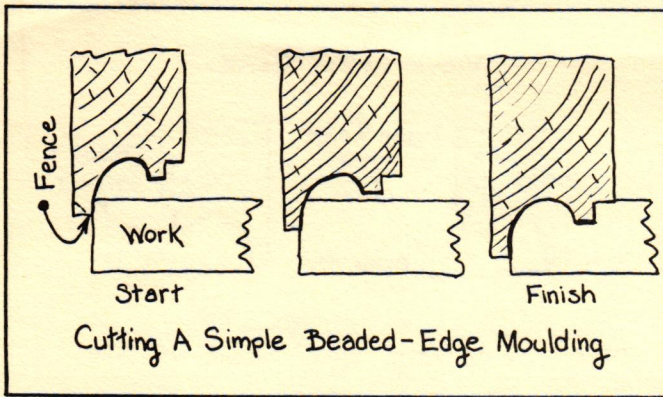 Fence
Work
Start
Finish
Cutting A Simple Beaded-Edge Moulding